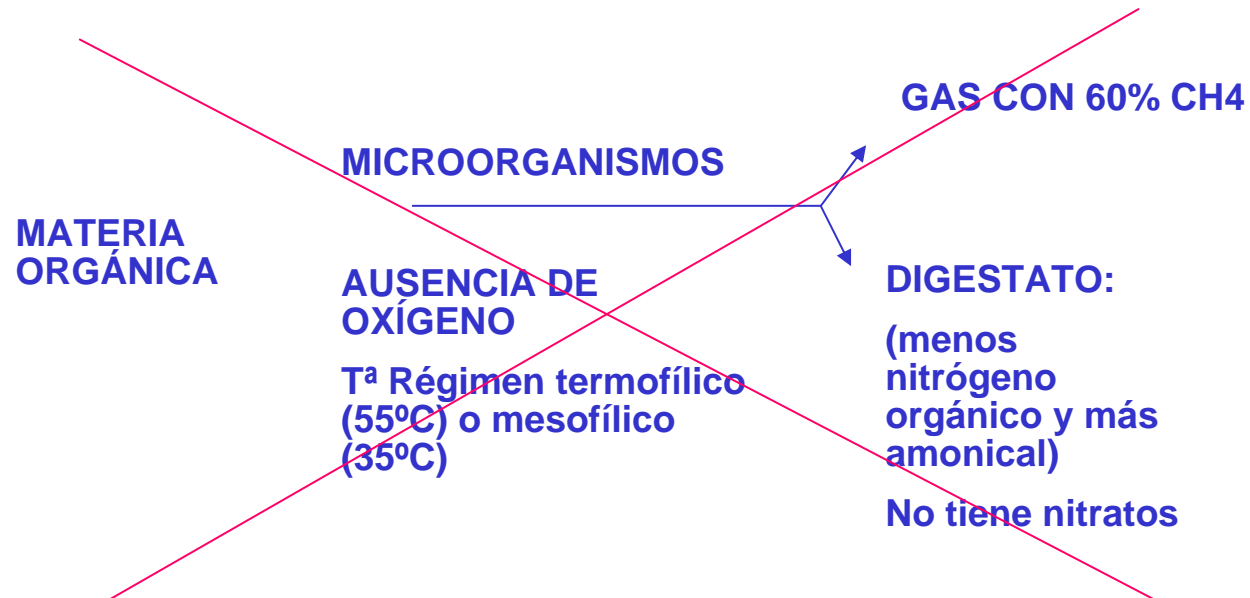 GAS CON 60% CH4
MICROORGANISMOS
MATERIA
ORGÁNICA
AUSENCIA DE
OXÍGENO
Tª Régimen termofílico
(55ºC) o mesofílico
(35ºC)
DIGESTATO:
(menos
nitrógeno
orgánico y más
amonical)
No tiene nitratos